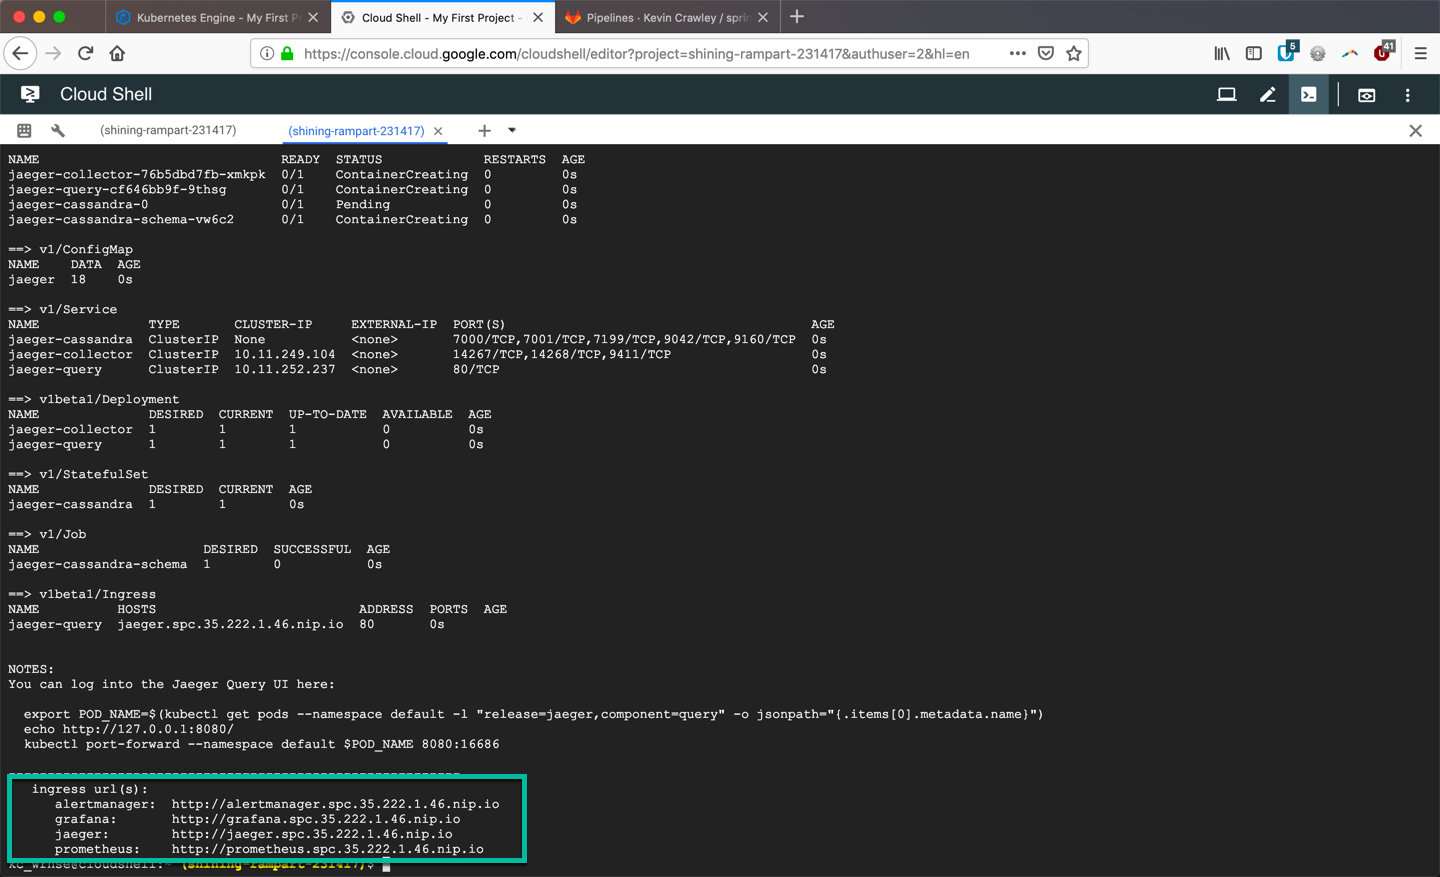 Kubernetes Engine - My First P
Cloud Shell - My First Project -
Pipelines · Kevin Crawley / sprin
https://console.cloud.google.com/cloudshell/editor?project=shining-rampart-231417&authuser=2&hl=en
5
41
Cloud Shell
(shining-rampart-231417)
(shining-rampart-231417)
NAME READY STATUS RESTARTS AGE
jaeger-collector-76b5dbd7fb-xmkpk 0/1 ContainerCreating 0 0s
jaeger-query-cf646bb9f-9thsg 0/1 ContainerCreating 0 0s
jaeger-cassandra-0 0/1 Pending 0 0s
jaeger-cassandra-schema-vw6c2 0/1 ContainerCreating 0 0s
==> v1/ConfigMap
NAME DATA AGE
jaeger 18 0s
==> v1/Service
NAME TYPE CLUSTER-IP EXTERNAL-IP PORT(S) AGE
jaeger-cassandra ClusterIP None <none> 7000/TCP,7001/TCP,7199/TCP,9042/TCP,9160/TCP 0s
jaeger-collector ClusterIP 10.11.249.104 <none> 14267/TCP,14268/TCP,9411/TCP 0s
jaeger-query ClusterIP 10.11.252.237 <none> 80/TCP 0s
==> v1beta1/Deployment
NAME DESIRED CURRENT UP-TO-DATE AVAILABLE AGE
jaeger-collector 1 1 1 0 0s
jaeger-query 1 1 1 0 0s
==> v1/StatefulSet
NAME DESIRED CURRENT AGE
jaeger-cassandra 1 1 0s
==> v1/Job
NAME DESIRED SUCCESSFUL AGE
jaeger-cassandra-schema 1 0 0s
==> v1beta1/Ingress
NAME HOSTS ADDRESS PORTS AGE
jaeger-query jaeger.spc.35.222.1.46.nip.io 80 0s
NOTES:
You can log into the Jaeger Query UI here:
export POD_NAME=$(kubectl get pods --namespace default -l "release=jaeger,component=query" -o jsonpath="{.items[0].metadata.name}")
echo http://127.0.0.1:8080/
kubectl port-forward --namespace default $POD_NAME 8080:16686
ingress url(s):
alertmanager: http://alertmanager.spc.35.222.1.46.nip.io
grafana: http://grafana.spc.35.222.1.46.nip.io
jaeger: http://jaeger.spc.35.222.1.46.nip.io
prometheus: http://prometheus.spc.35.222.1.46.nip.io
kc_winse@cloudshell:~ (shining-rampart-231417)$